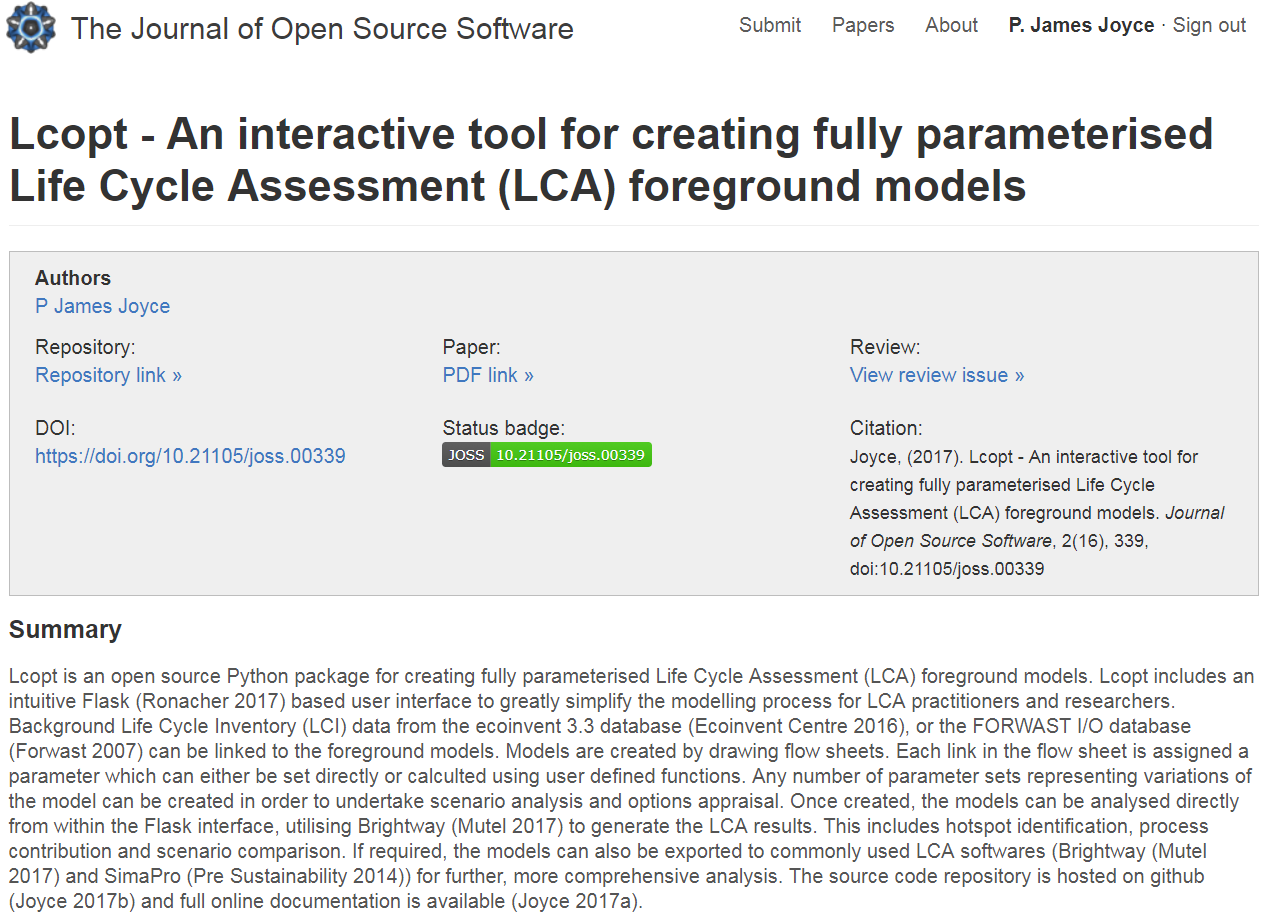 The Journal of Open Source Software
Submit Papers About P. James Joyce · Sign out
Lcopt - An interactive tool for creating fully parameterised
Life Cycle Assessment (LCA) foreground models
Authors
P James Joyce
Repository:
Repository link »
Paper:
PDF link »
Review:
View review issue »
DOI:
https://doi.org/10.21105/joss.00339
Status badge:
JOSS 10.21105/joss.00339
Citation:
Joyce, (2017). Lcopt - An interactive tool for
creating fully parameterised Life Cycle
Assessment (LCA) foreground models. Journal
of Open Source Software, 2(16), 339,
doi:10.21105/joss.00339
Summary
Lcopt is an open source Python package for creating fully parameterised Life Cycle Assessment (LCA) foreground models. Lcopt includes an
intuitive Flask (Ronacher 2017) based user interface to greatly simplify the modelling process for LCA practitioners and researchers.
Background Life Cycle Inventory (LCI) data from the ecoinvent 3.3 database (Ecoinvent Centre 2016), or the FORWAST I/O database
(Forwast 2007) can be linked to the foreground models. Models are created by drawing flow sheets. Each link in the flow sheet is assigned a
parameter which can either be set directly or calculted using user defined functions. Any number of parameter sets representing variations of
the model can be created in order to undertake scenario analysis and options appraisal. Once created, the models can be analysed directly
from within the Flask interface, utilising Brightway (Mutel 2017) to generate the LCA results. This includes hotspot identification, process
contribution and scenario comparison. If required, the models can also be exported to commonly used LCA softwares (Brightway (Mutel
2017) and SimaPro (Pre Sustainability 2014)) for further, more comprehensive analysis. The source code repository is hosted on github
(Joyce 2017b) and full online documentation is available (Joyce 2017a).